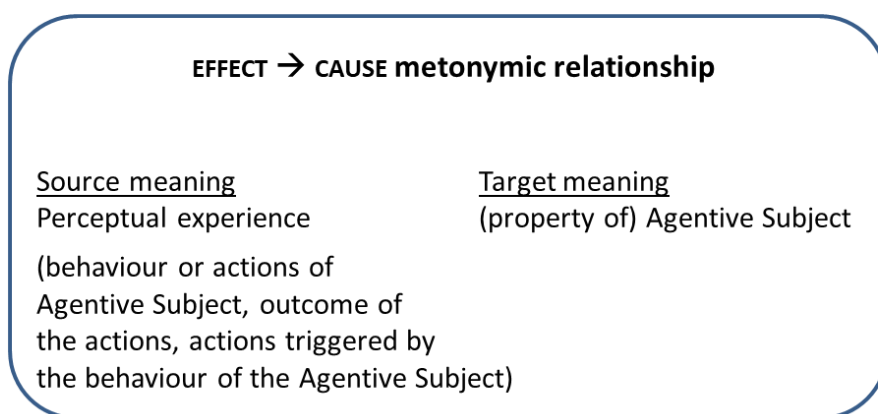 EFFECT → CAUSE metonymic relationship
Source meaning
Perceptual experience
(behaviour or actions of
Agentive Subject, outcome of
the actions, actions triggered by
the behaviour of the Agentive Subject)
Target meaning
(property of) Agentive Subject